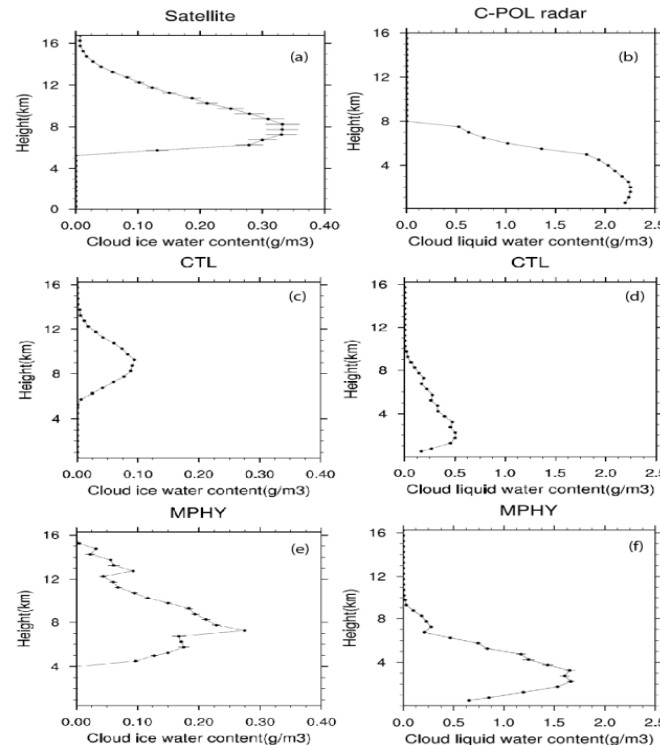 Satellite C-POL radar
16 (a) 16 (b)
12 12
Height(km) Height(km)
8 8
4 4
0 0
0.00 0.10 0.20 0.30 0.40 0.0 0.5 1.0 1.5 2.0 2.5
Cloud ice water content(g/m3) Cloud liquid water content(g/m3)
CTL CTL
16 (c) 16 (d)
12 12
Height(km) Height(km)
8 8
4 4
0.00 0.10 0.20 0.30 0.40 0.0 0.5 1.0 1.5 2.0 2.5
Cloud ice water content(g/m3) Cloud liquid water content(g/m3)
MPHY MPHY
16 (e) 16 (f)
12 12
Height(km) Height(km)
8 8
4 4
0.00 0.10 0.20 0.30 0.40 0.0 0.5 1.0 1.5 2.0 2.5
Cloud ice water content(g/m3) Cloud liquid water content(g/m3)